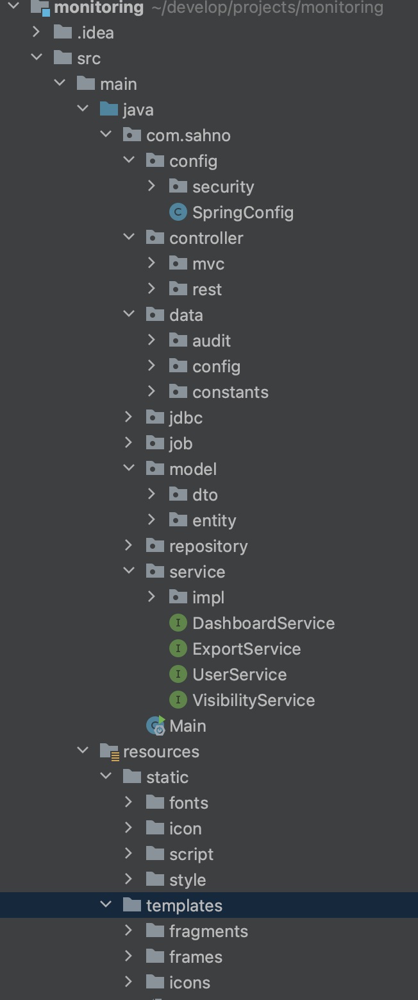 monitoring ~/develop/projects/monitoring
.idea
src
main
java
com.sahno
config
security
C SpringConfig
controller
mvc
rest
data
audit
config
constants
jdbc
job
model
dto
entity
repository
service
impl
I DashboardService
I ExportService
I UserService
I VisibilityService
C Main
resources
static
fonts
icon
script
style
templates
fragments
frames
icons